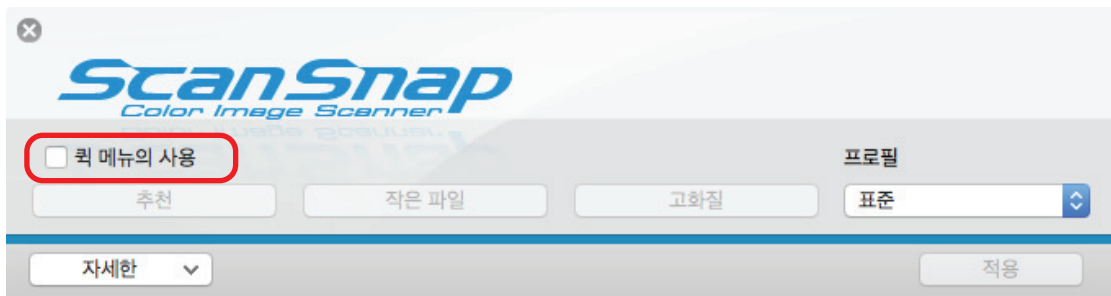 ScanSnap
Color Image Scanner
퀵 메뉴의 사용
프로필
추천
작은 파일
고화질
표준
자세한
적용